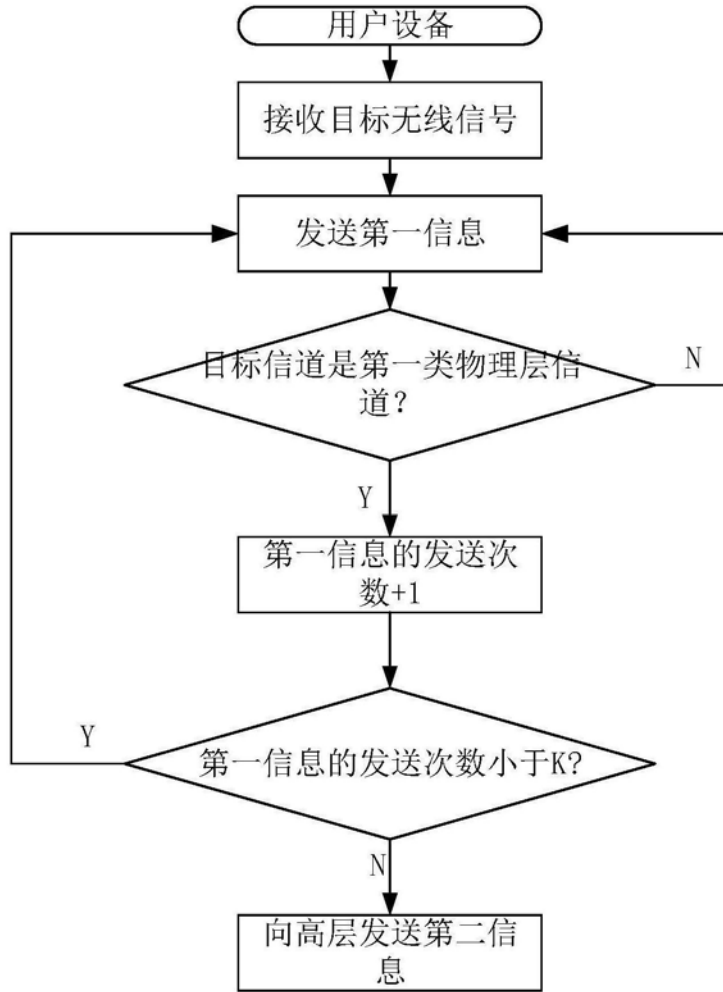 用户设备
接收目标无线信号
发送第一信息
目标信道是第一类物理层信
道?
N
Y
第一信息的发送次
数+1
Y
第一信息的发送次数小于K?
N
向高层发送第二信
息